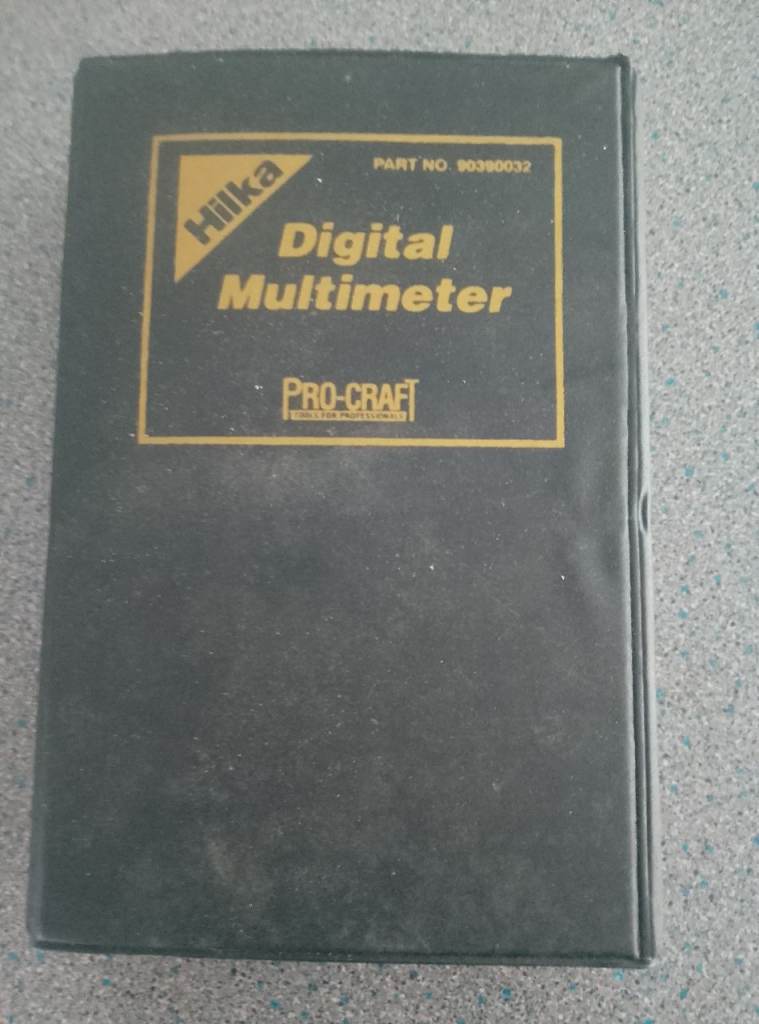 Hilka
PART NO. 90390032
Digital
Multimeter
PRO-CRAFT
TOOLS FOR PROFESSIONALS